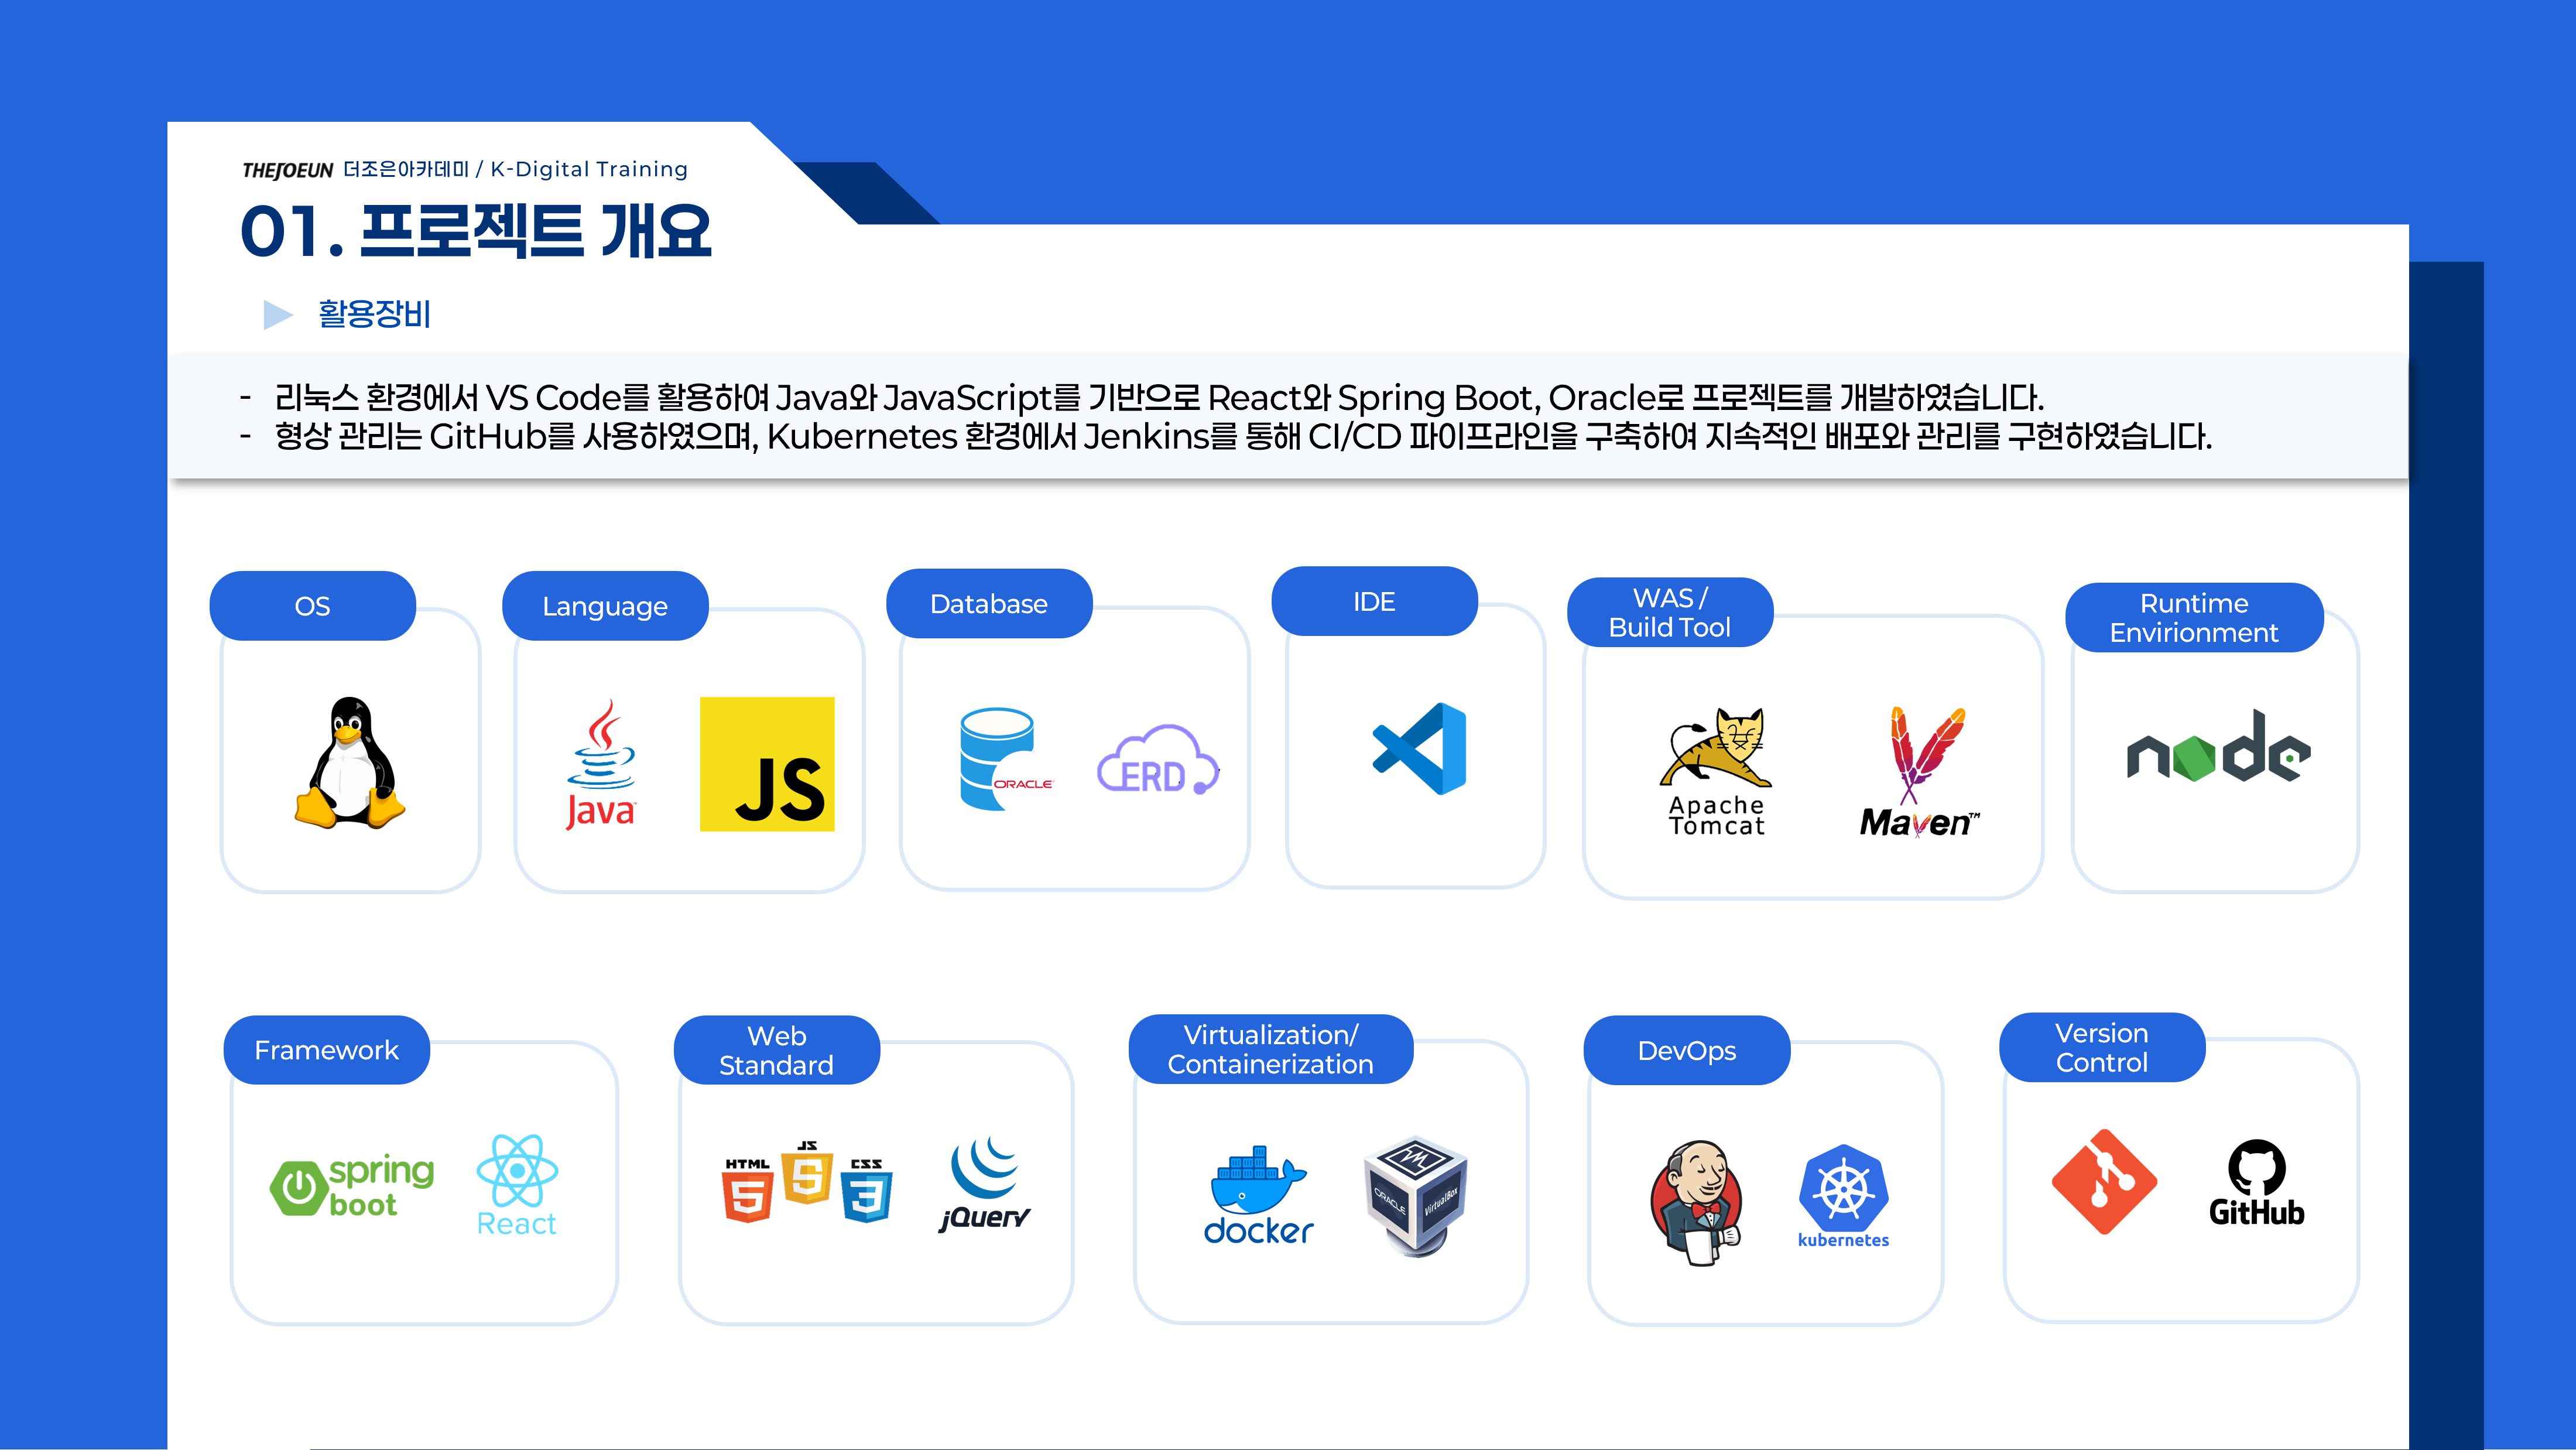 THEJOEUN 더조은아카데미 / K-Digital Training
01. 프로젝트 개요
활용장비
- 리눅스 환경에서 VS Code를 활용하여 Java와 JavaScript를 기반으로 React와 Spring Boot, Oracle로 프로젝트를 개발하였습니다.
- 형상 관리는 GitHub를 사용하였으며, Kubernetes 환경에서 Jenkins를 통해 CI/CD 파이프라인을 구축하여 지속적인 배포와 관리를 구현하였습니다.
OS
Language
Java
JS
Database
ORACLE
ERD
IDE
WAS /
Build Tool
Apache
Tomcat
Maven™
Runtime
Envirionment
node
Framework
spring
boot
React
Web
Standard
HTML
5
JS
5
CSS
3
jQuery
Virtualization/
Containerization
docker
ORACLE
VirtualBox
DevOps
kubernetes
Version
Control
GitHub